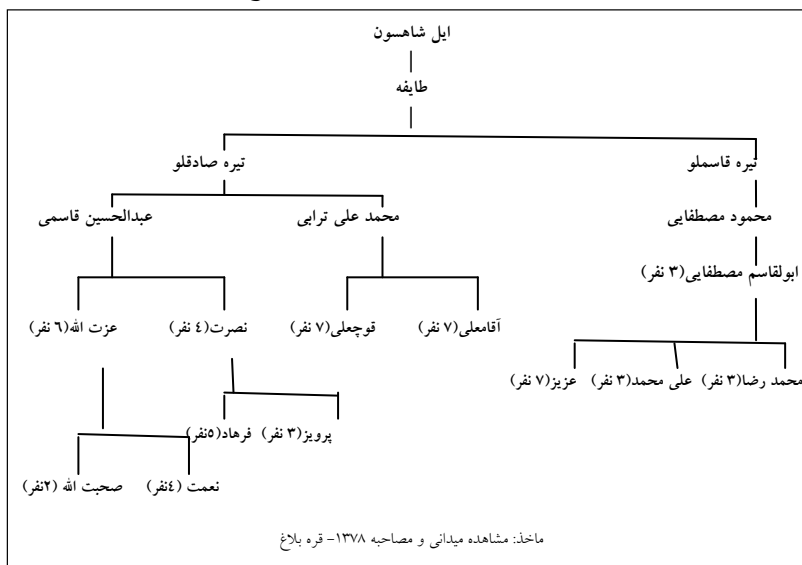 ایل شاهسون
طایفه
تیره قاسملو
تیره صادقلو
محمود مصطفایی
محمد علی ترابی
عبدالحسین قاسمی
ابولقاسم مصطفایی(۳ نفر)
آقامعلی(۷ نفر)
قوچعلی(۷ نفر)
نصرت(٤ نفر)
عزت الله(٦ نفر)
محمد رضا(۳ نفر)
علی محمد(۳ نفر)
عزیز(۷ نفر)
پرویز(۳ نفر)
فرهاد(٥نفر)
نعمت (٤نفر)
صحبت الله (۲نفر)
ماخذ: مشاهده میدانی و مصاحبه ۱۳۷۸- قره بلاغ